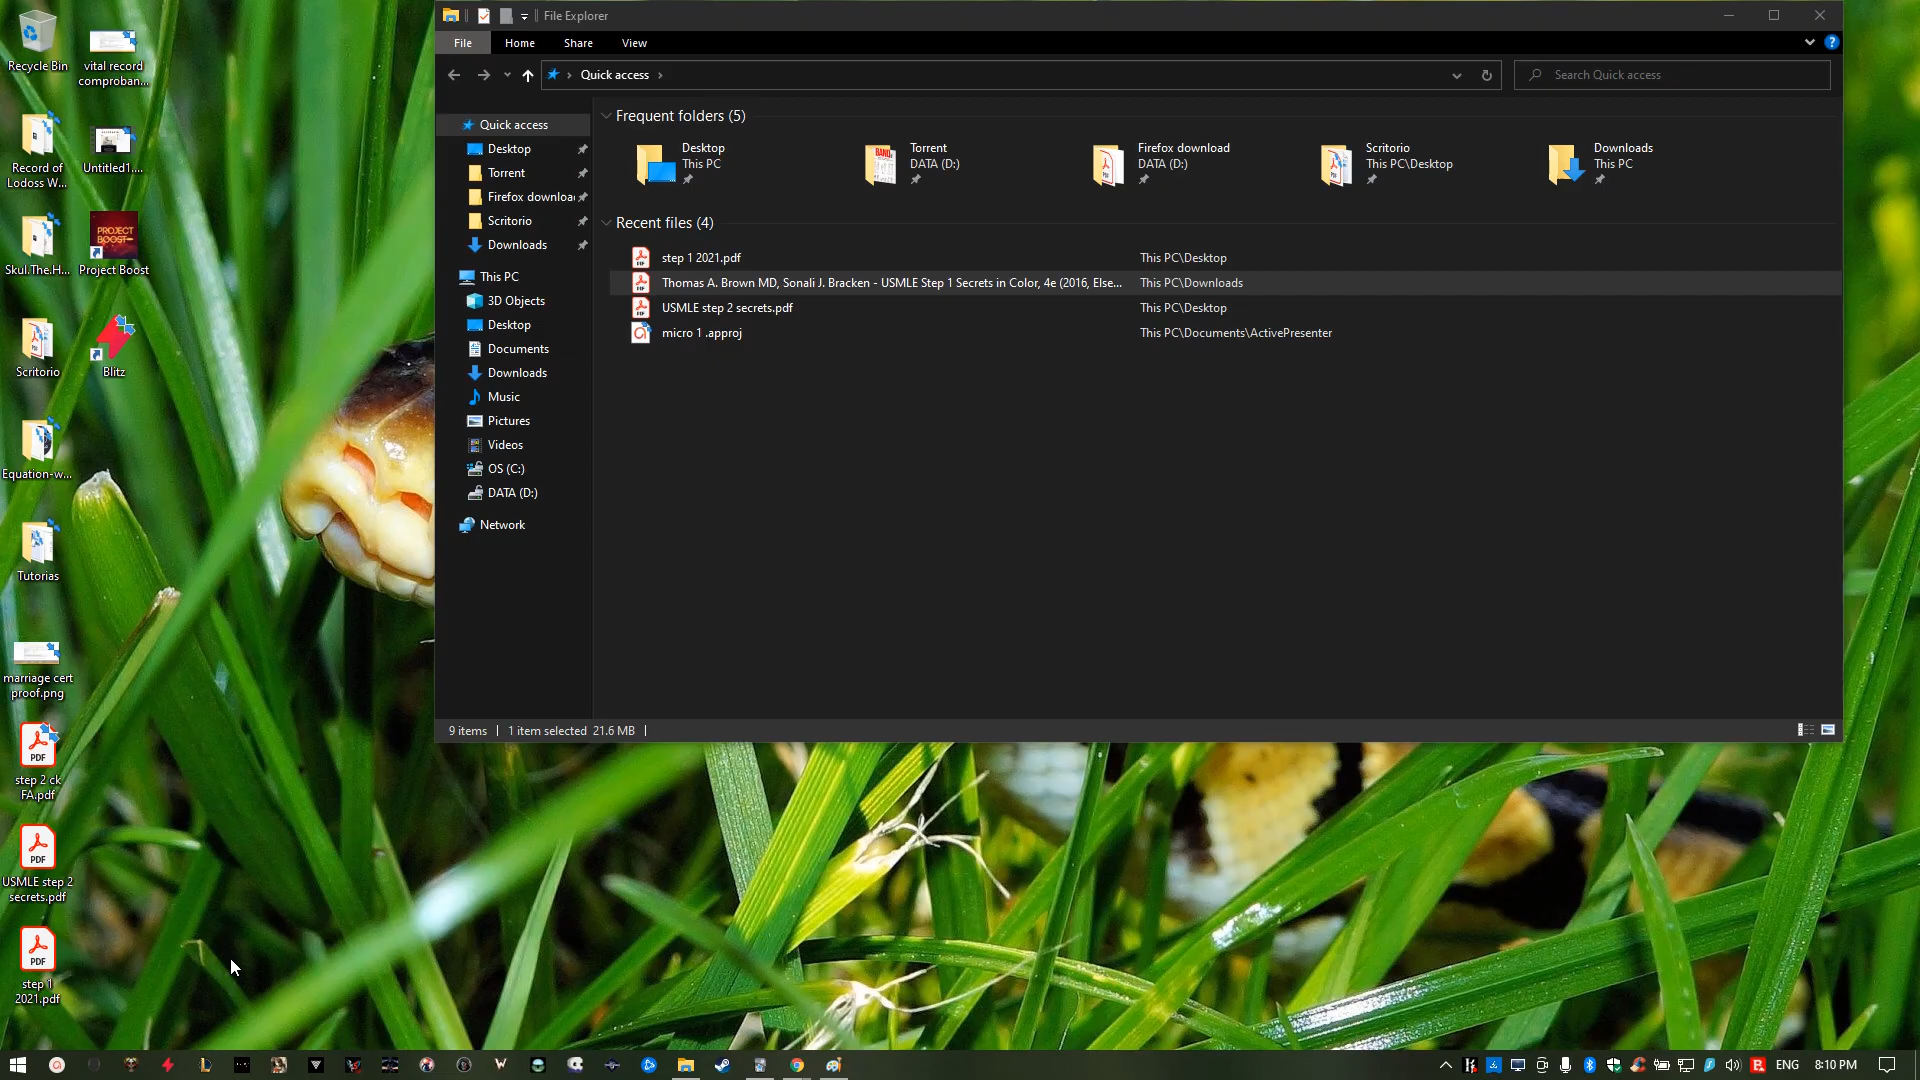 File Explorer
File
Home
Share
View
Quick access
Search Quick access
Quick access
Desktop
Torrent
Firefox downloa
Scritorio
Downloads
This PC
3D Objects
Desktop
Documents
Downloads
Music
Pictures
Videos
OS (C:)
DATA (D:)
Network
Frequent folders (5)
Desktop
This PC
Torrent
DATA (D:)
Firefox download
DATA (D:)
Scritorio
This PC\Desktop
Downloads
This PC
Recent files (4)
step 1 2021.pdf
This PC\Desktop
Thomas A. Brown MD, Sonali J. Bracken - USMLE Step 1 Secrets in Color, 4e (2016, Else...
This PC\Downloads
USMLE step 2 secrets.pdf
This PC\Desktop
micro 1 .approj
This PC\Documents\ActivePresenter
9 items
1 item selected 21.6 MB
Recycle Bin
vital record
comproban...
Record of
Lodoss W...
Untitled1....
Skul.The.H...
PROJECT
BOOST
Project Boost
Scritorio
Blitz
Equation-w...
Tutorias
marriage cert
proof.png
PDF
step 2 ck
FA.pdf
PDF
USMLE step 2
secrets.pdf
PDF
step 1
2021.pdf
ENG
8:10 PM